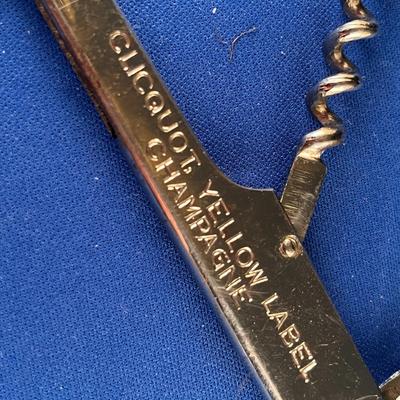 CLICQUOT, YELLOW LABEL
CHAMPAGNE